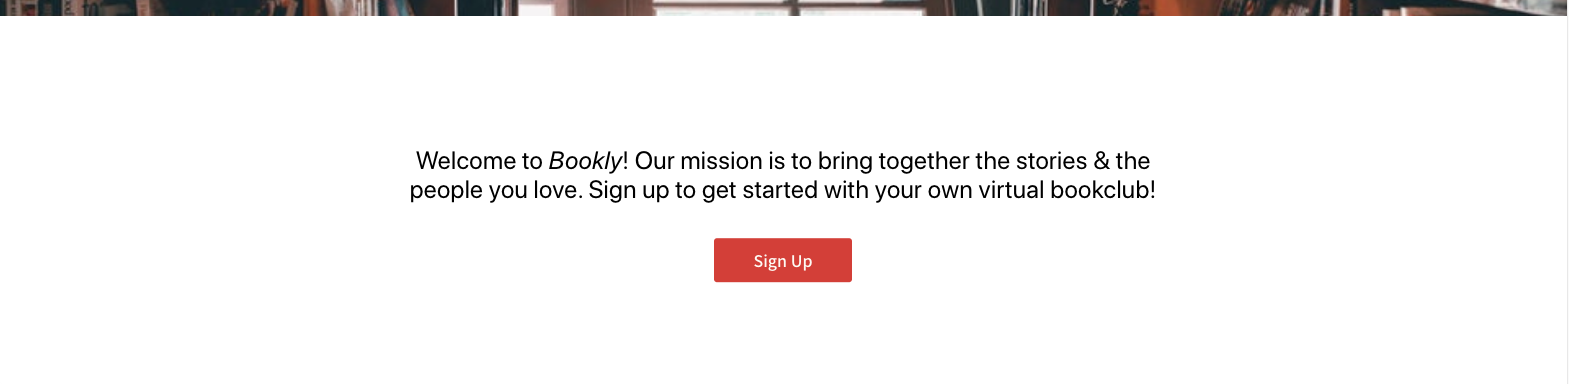 Welcome to Bookly! Our mission is to bring together the stories & the
people you love. Sign up to get started with your own virtual bookclub!
Sign Up